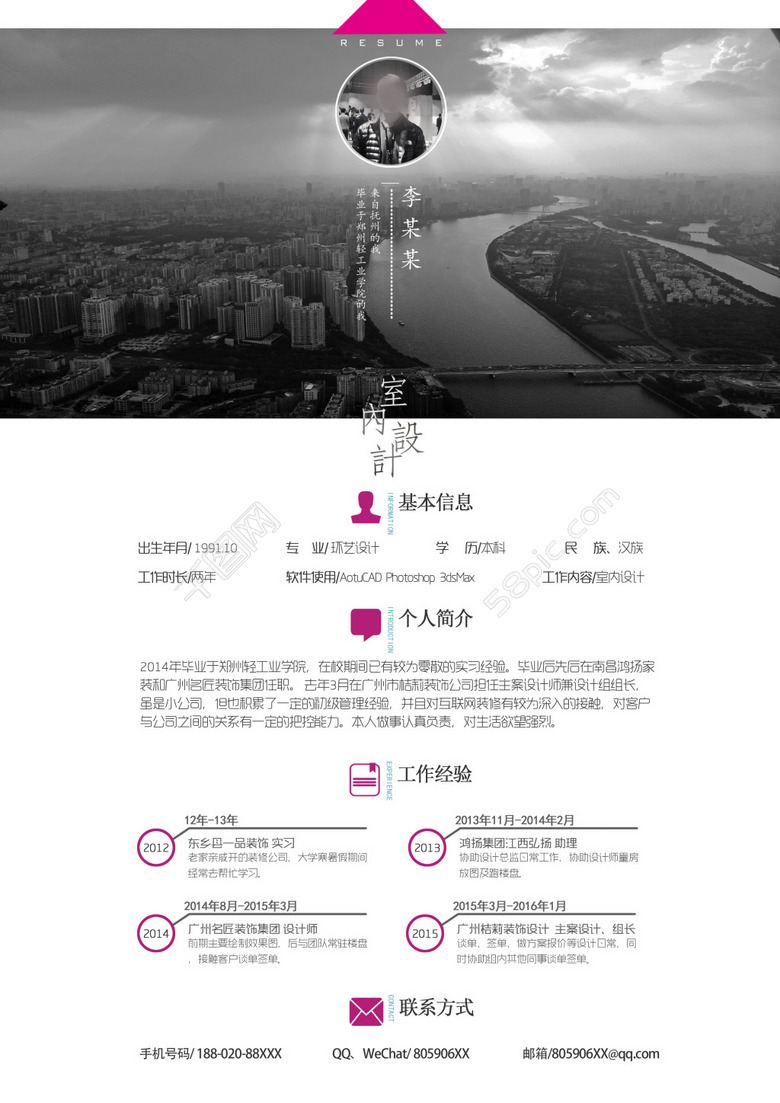 RESUME
李某某
来自抚州的我
毕业于郑州轻工业学院的我
室內設計
INFORMATION
基本信息
出生年月/ 1991.10
专 业/ 环艺设计
学 历/本科
民 族、汉族
工作时长/两年
软件使用/AotuCAD Photoshop 3dsMax
工作内容/室内设计
INTRODUCTION
个人简介
2014年毕业于郑州轻工业学院，在校期间已有较为零散的实习经验。毕业后先后在南昌鸿扬家
装和广州名匠装饰集团任职。 去年3月在广州市桔莉装饰公司担任主案设计师兼设计组组长，
虽是小公司，但也积累了一定的初级管理经验，并且对互联网装修有较为深入的接触，对客户
与公司之间的关系有一定的把控能力。本人做事认真负责，对生活欲望强烈。
EXPERIENCE
工作经验
12年-13年
2012
东乡县一品装饰 实习
老家亲戚开的装修公司，大学寒暑假期间
经常去帮忙学习。
2013年11月-2014年2月
2013
鸿扬集团江西弘扬 助理
协助设计总监日常工作，协助设计师量房
放图及跑楼盘。
2014年8月-2015年3月
2014
广州名匠装饰集团 设计师
前期主要绘制效果图，后与团队常驻楼盘
，接触客户谈单签单。
2015年3月-2016年1月
2015
广州桔莉装饰设计 主案设计、组长
谈单、签单、做方案报价等设计日常，同
时协助组内其他同事谈单签单。
CONTACT
联系方式
手机号码/ 188-020-88XXX
QQ、WeChat/ 805906XX
邮箱/805906XX@qq.com
千图网
58pic.com